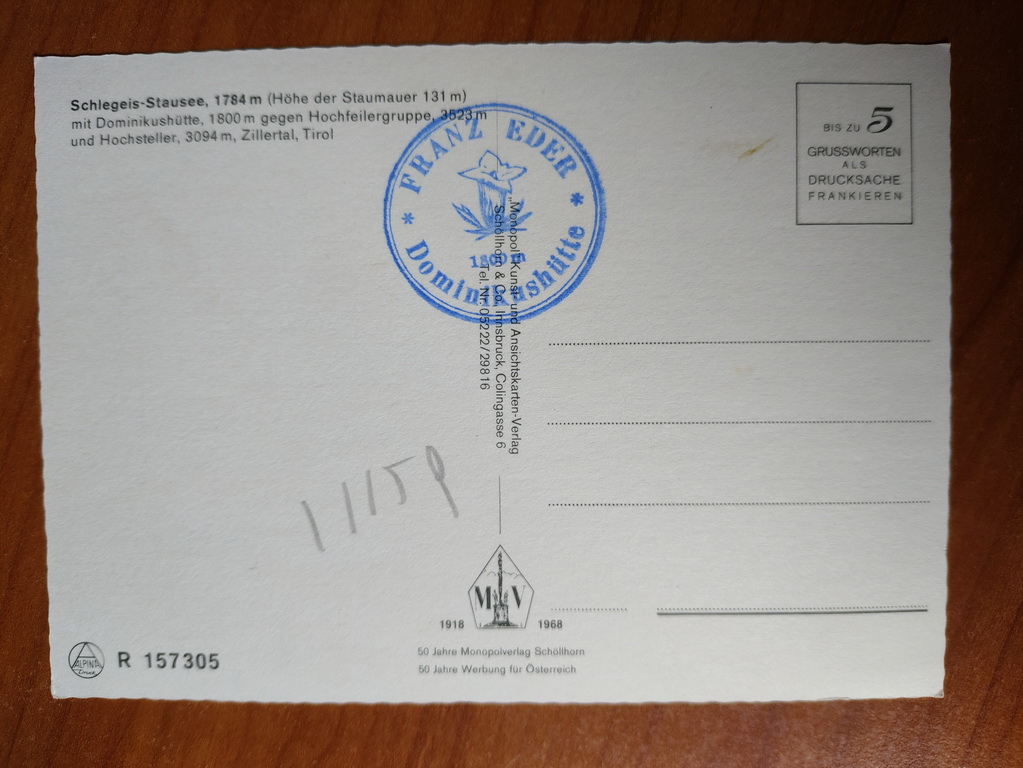 Schlegeis-Stausee, 1784 m (Höhe der Staumauer 131 m)
mit Dominikushütte, 1800 m gegen Hochfeilergruppe, 3523 m
und Hochsteller, 3094 m, Zillertal, Tirol
* FRANZ EDER *
1800 m
Dominikushütte
BIS ZU 5
GRUSSWORTEN
ALS
DRUCKSACHE
FRANKIEREN
„Monopol“ Kunst- und Ansichtskarten-Verlag
Schöllhorn & Co, Innsbruck, Colingasse 6
Tel. Nr. 05222/29816
M V
1918 1968
50 Jahre Monopolverlag Schöllhorn
50 Jahre Werbung für Österreich
ALPINA
R 157305